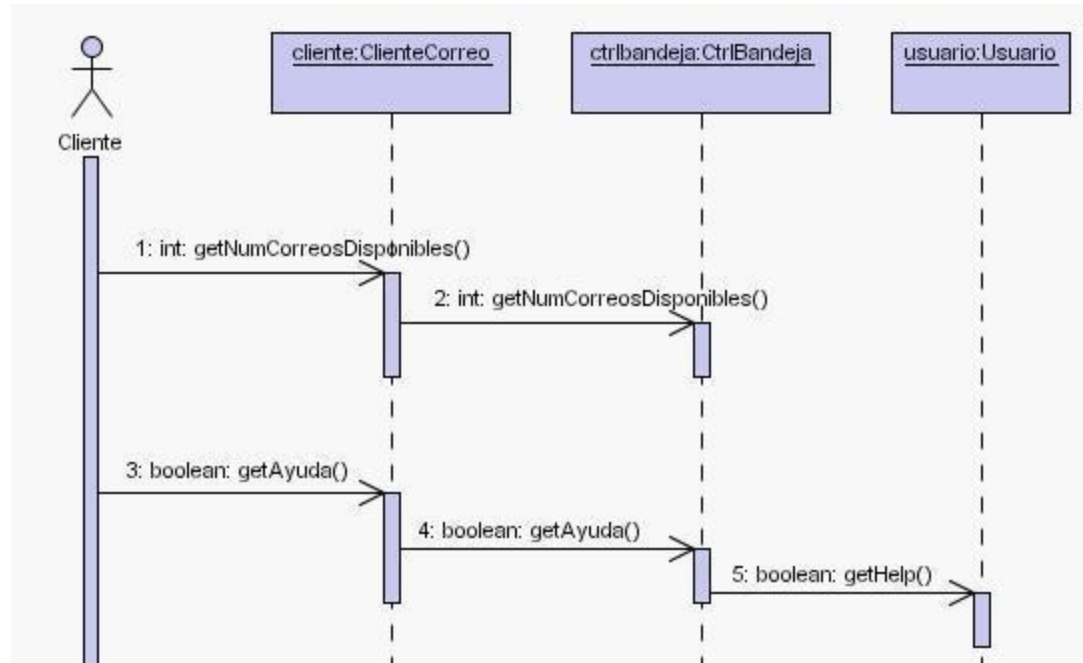 cliente:ClienteCorreo
ctrlbandeja:CtrlBandeja
usuario:Usuario
Cliente
1: int: getNumCorreosDisponibles()
2: int: getNumCorreosDisponibles()
3: boolean: getAyuda()
4: boolean: getAyuda()
5: boolean: getHelp()